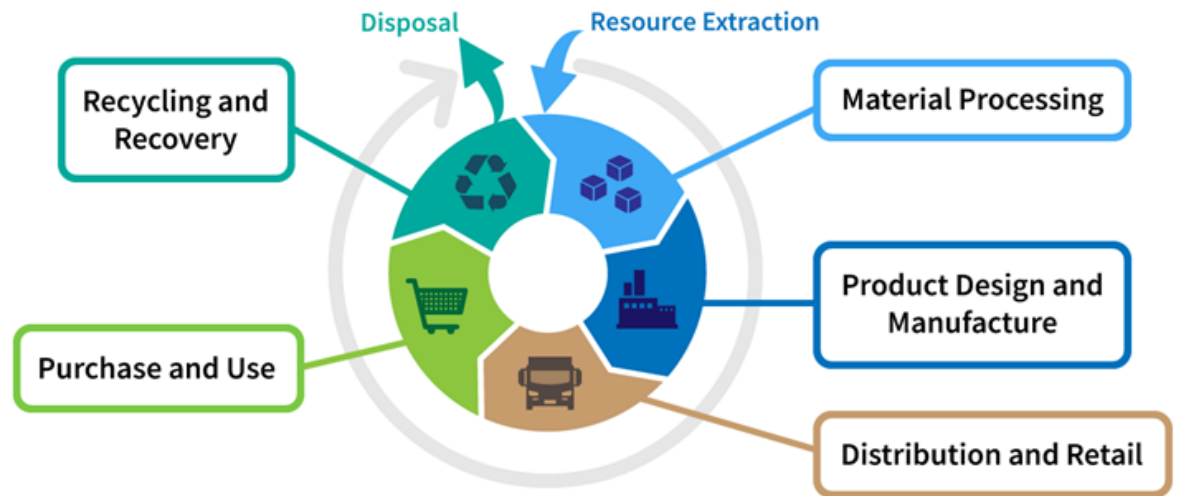 Disposal
Resource Extraction
Recycling and
Recovery
Material Processing
Product Design and
Manufacture
Purchase and Use
Distribution and Retail